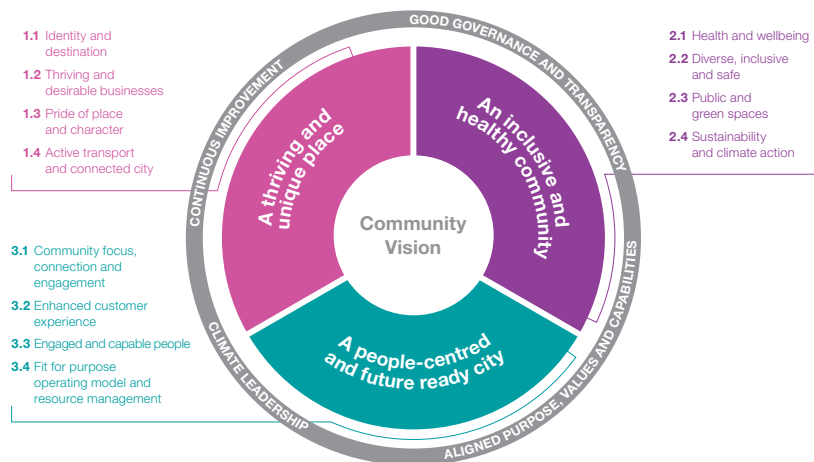 1.1 Identity and
destination
1.2 Thriving and
desirable businesses
1.3 Pride of place
and character
1.4 Active transport
and connected city
2.1 Health and wellbeing
2.2 Diverse, inclusive
and safe
2.3 Public and
green spaces
2.4 Sustainability
and climate action
3.1 Community focus,
connection and
engagement
3.2 Enhanced customer
experience
3.3 Engaged and capable people
3.4 Fit for purpose
operating model and
resource management
CONTINUOUS IMPROVEMENT
GOOD GOVERNANCE AND TRANSPARENCY
ALIGNED PURPOSE, VALUES AND CAPABILITIES
CLIMATE LEADERSHIP
A thriving and
unique place
An inclusive and
healthy community
A people-centred
and future ready city
Community
Vision